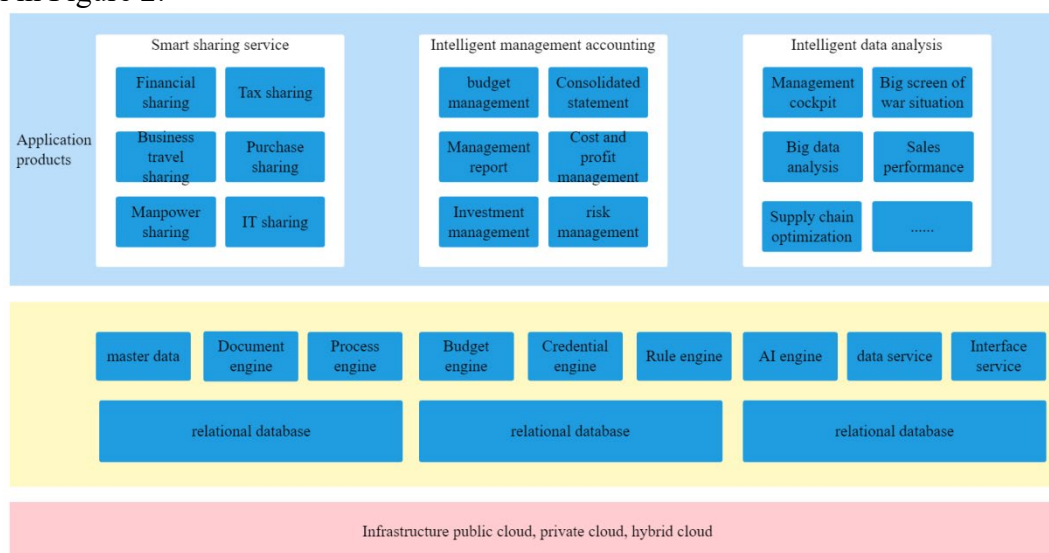 Smart sharing service
Intelligent management accounting
Intelligent data analysis
Application
products
Financial
sharing
Tax sharing
Business
travel
sharing
Purchase
sharing
Manpower
sharing
IT sharing
budget
management
Consolidated
statement
Management
report
Cost and
profit
management
Investment
management
risk
management
Management
cockpit
Big screen of
war situation
Big data
analysis
Sales
performance
Supply chain
optimization
......
master data
Document
engine
Process
engine
Budget
engine
Credential
engine
Rule engine
AI engine
data service
Interface
service
relational database
relational database
relational database
Infrastructure public cloud, private cloud, hybrid cloud